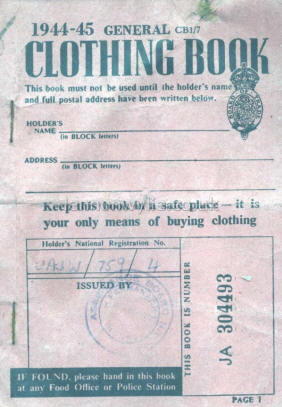 1944-45 GENERAL CB1/7
CLOTHING BOOK
This book must not be used until the holder's name
and full postal address have been written below.
HOLDER'S
NAME
(in BLOCK letters)
ADDRESS
(in BLOCK letters)
Keep this book in a safe place — it is
your only means of buying clothing
Holder's National Registration No.
/ 759 / 4
ISSUED BY
THIS BOOK IS NUMBER
JA 304493
IF FOUND, please hand in this book
at any Food Office or Police Station
PAGE 1